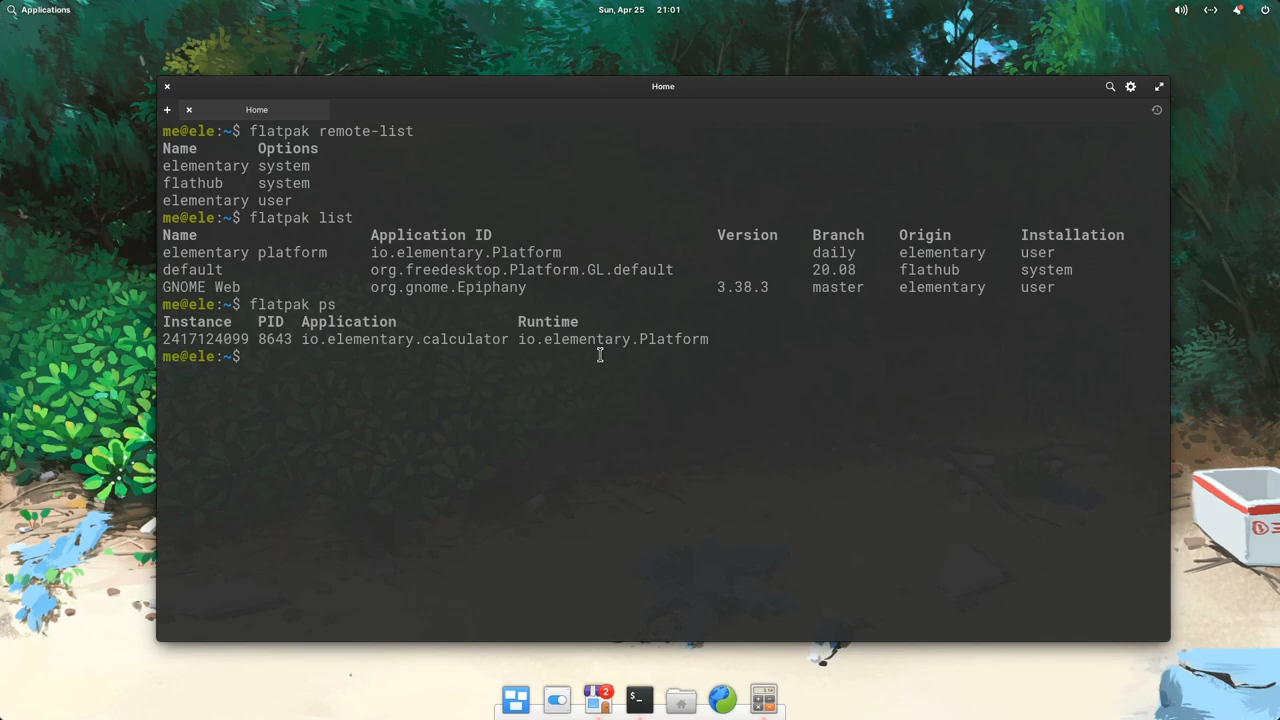 Applications
Sun, Apr 25 21:01
Home
Home
me@ele:~$ flatpak remote-list
Name Options
elementary system
flathub system
elementary user
me@ele:~$ flatpak list
Name Application ID Version Branch Origin Installation
elementary platform io.elementary.Platform daily elementary user
default org.freedesktop.Platform.GL.default 20.08 flathub system
GNOME Web org.gnome.Epiphany 3.38.3 master elementary user
me@ele:~$ flatpak ps
Instance PID Application Runtime
2417124099 8643 io.elementary.calculator io.elementary.Platform
me@ele:~$
2